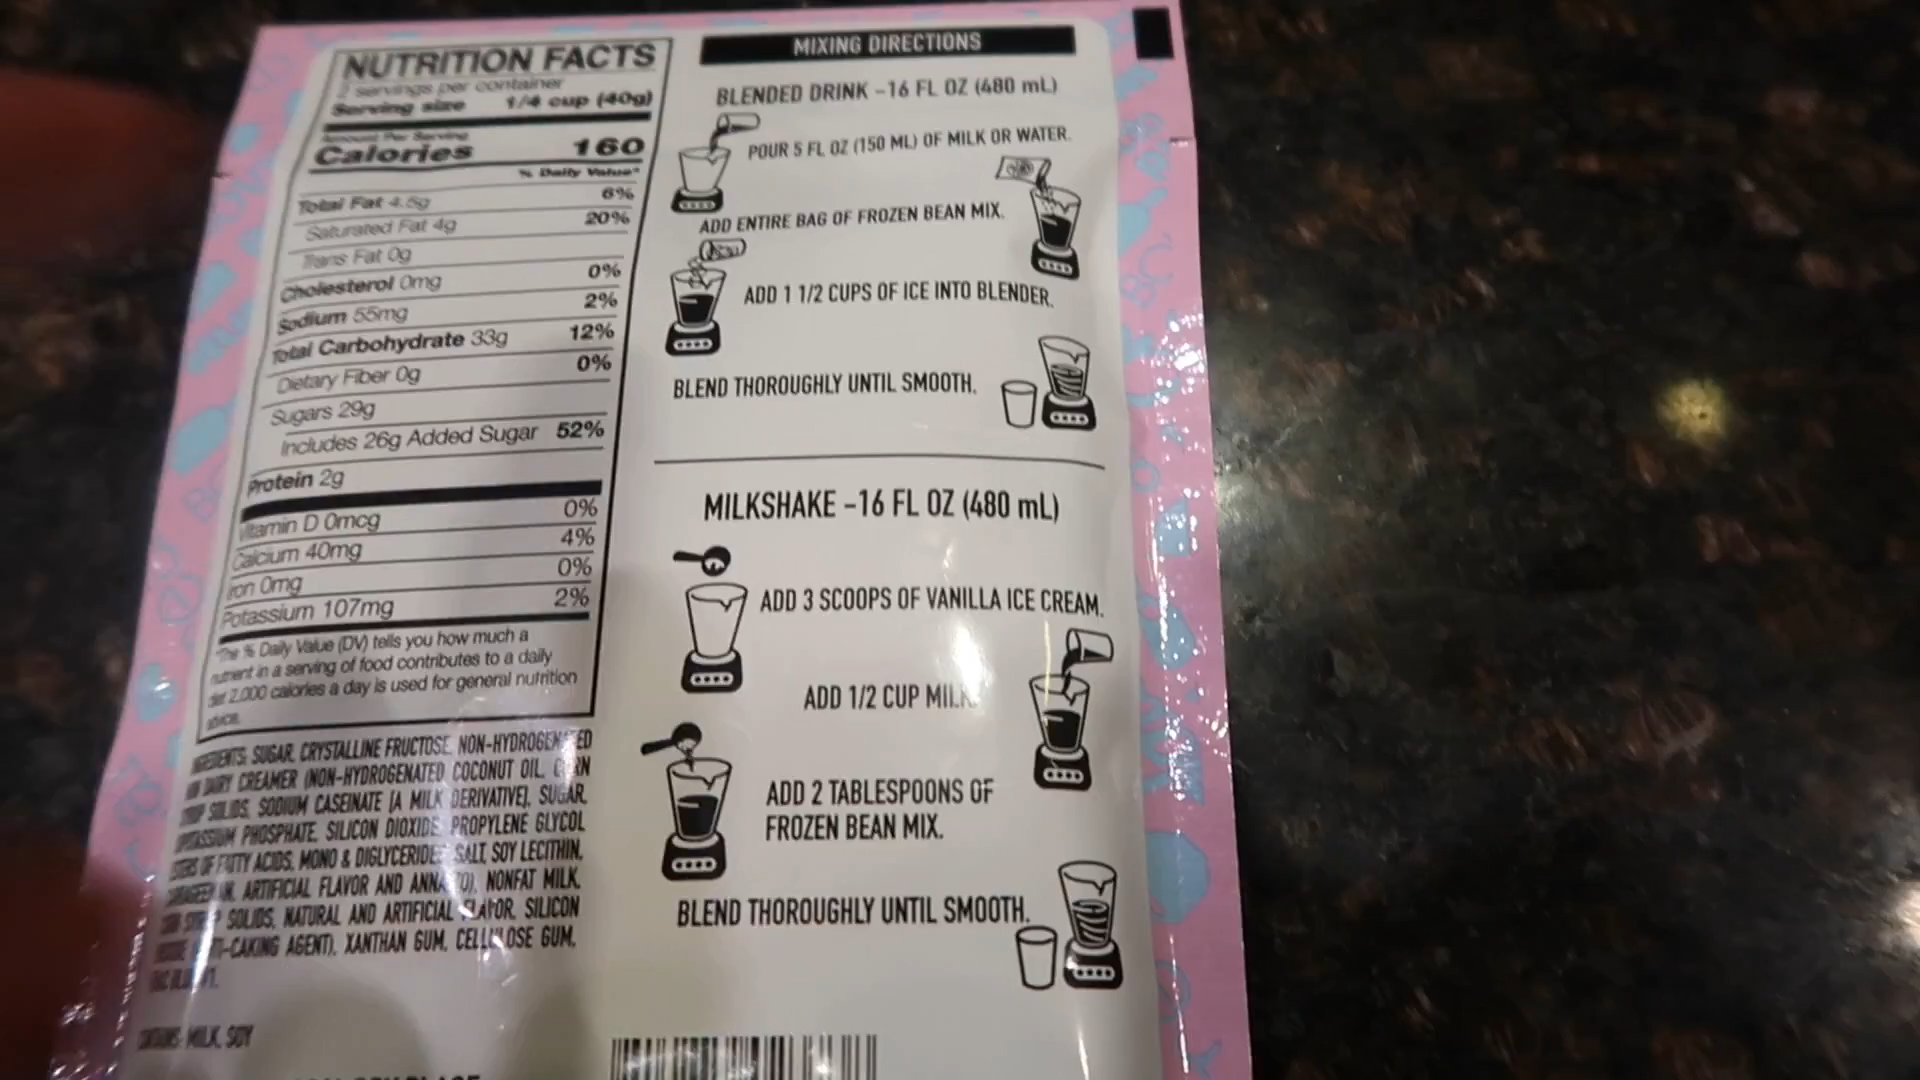 NUTRITION FACTS
2 servings per container
Serving size 1/4 cup (40g)
Amount Per Serving
Calories 160
% Daily Value*
Total Fat 4.5g 6%
Saturated Fat 4g 20%
Trans Fat 0g
Cholesterol 0mg 0%
Sodium 55mg 2%
Total Carbohydrate 33g 12%
Dietary Fiber 0g 0%
Sugars 29g
Includes 26g Added Sugar 52%
Protein 2g
Vitamin D 0mcg 0%
Calcium 40mg 4%
Iron 0mg 0%
Potassium 107mg 2%
*The % Daily Value (DV) tells you how much a
nutrient in a serving of food contributes to a daily
diet 2,000 calories a day is used for general nutrition
advice.
INGREDIENTS: SUGAR, CRYSTALLINE FRUCTOSE, NON-HYDROGENATED
DAIRY CREAMER (NON-HYDROGENATED COCONUT OIL, CORN
SOLIDS, SODIUM CASEINATE [A MILK DERIVATIVE], SUGAR,
PHOSPHATE, SILICON DIOXIDE, PROPYLENE GLYCOL
ESTERS OF FATTY ACIDS, MONO & DIGLYCERIDES, SALT, SOY LECITHIN,
ARTIFICIAL FLAVOR AND ANNATTO), NONFAT MILK,
SOLIDS, NATURAL AND ARTIFICIAL FLAVOR, SILICON
(ANTI-CAKING AGENT), XANTHAN GUM, CELLULOSE GUM,
CONTAINS: MILK, SOY
MIXING DIRECTIONS
BLENDED DRINK -16 FL OZ (480 mL)
POUR 5 FL OZ (150 ML) OF MILK OR WATER.
ADD ENTIRE BAG OF FROZEN BEAN MIX.
ADD 1 1/2 CUPS OF ICE INTO BLENDER.
BLEND THOROUGHLY UNTIL SMOOTH.
MILKSHAKE -16 FL OZ (480 mL)
ADD 3 SCOOPS OF VANILLA ICE CREAM.
ADD 1/2 CUP MILK
ADD 2 TABLESPOONS OF
FROZEN BEAN MIX.
BLEND THOROUGHLY UNTIL SMOOTH.